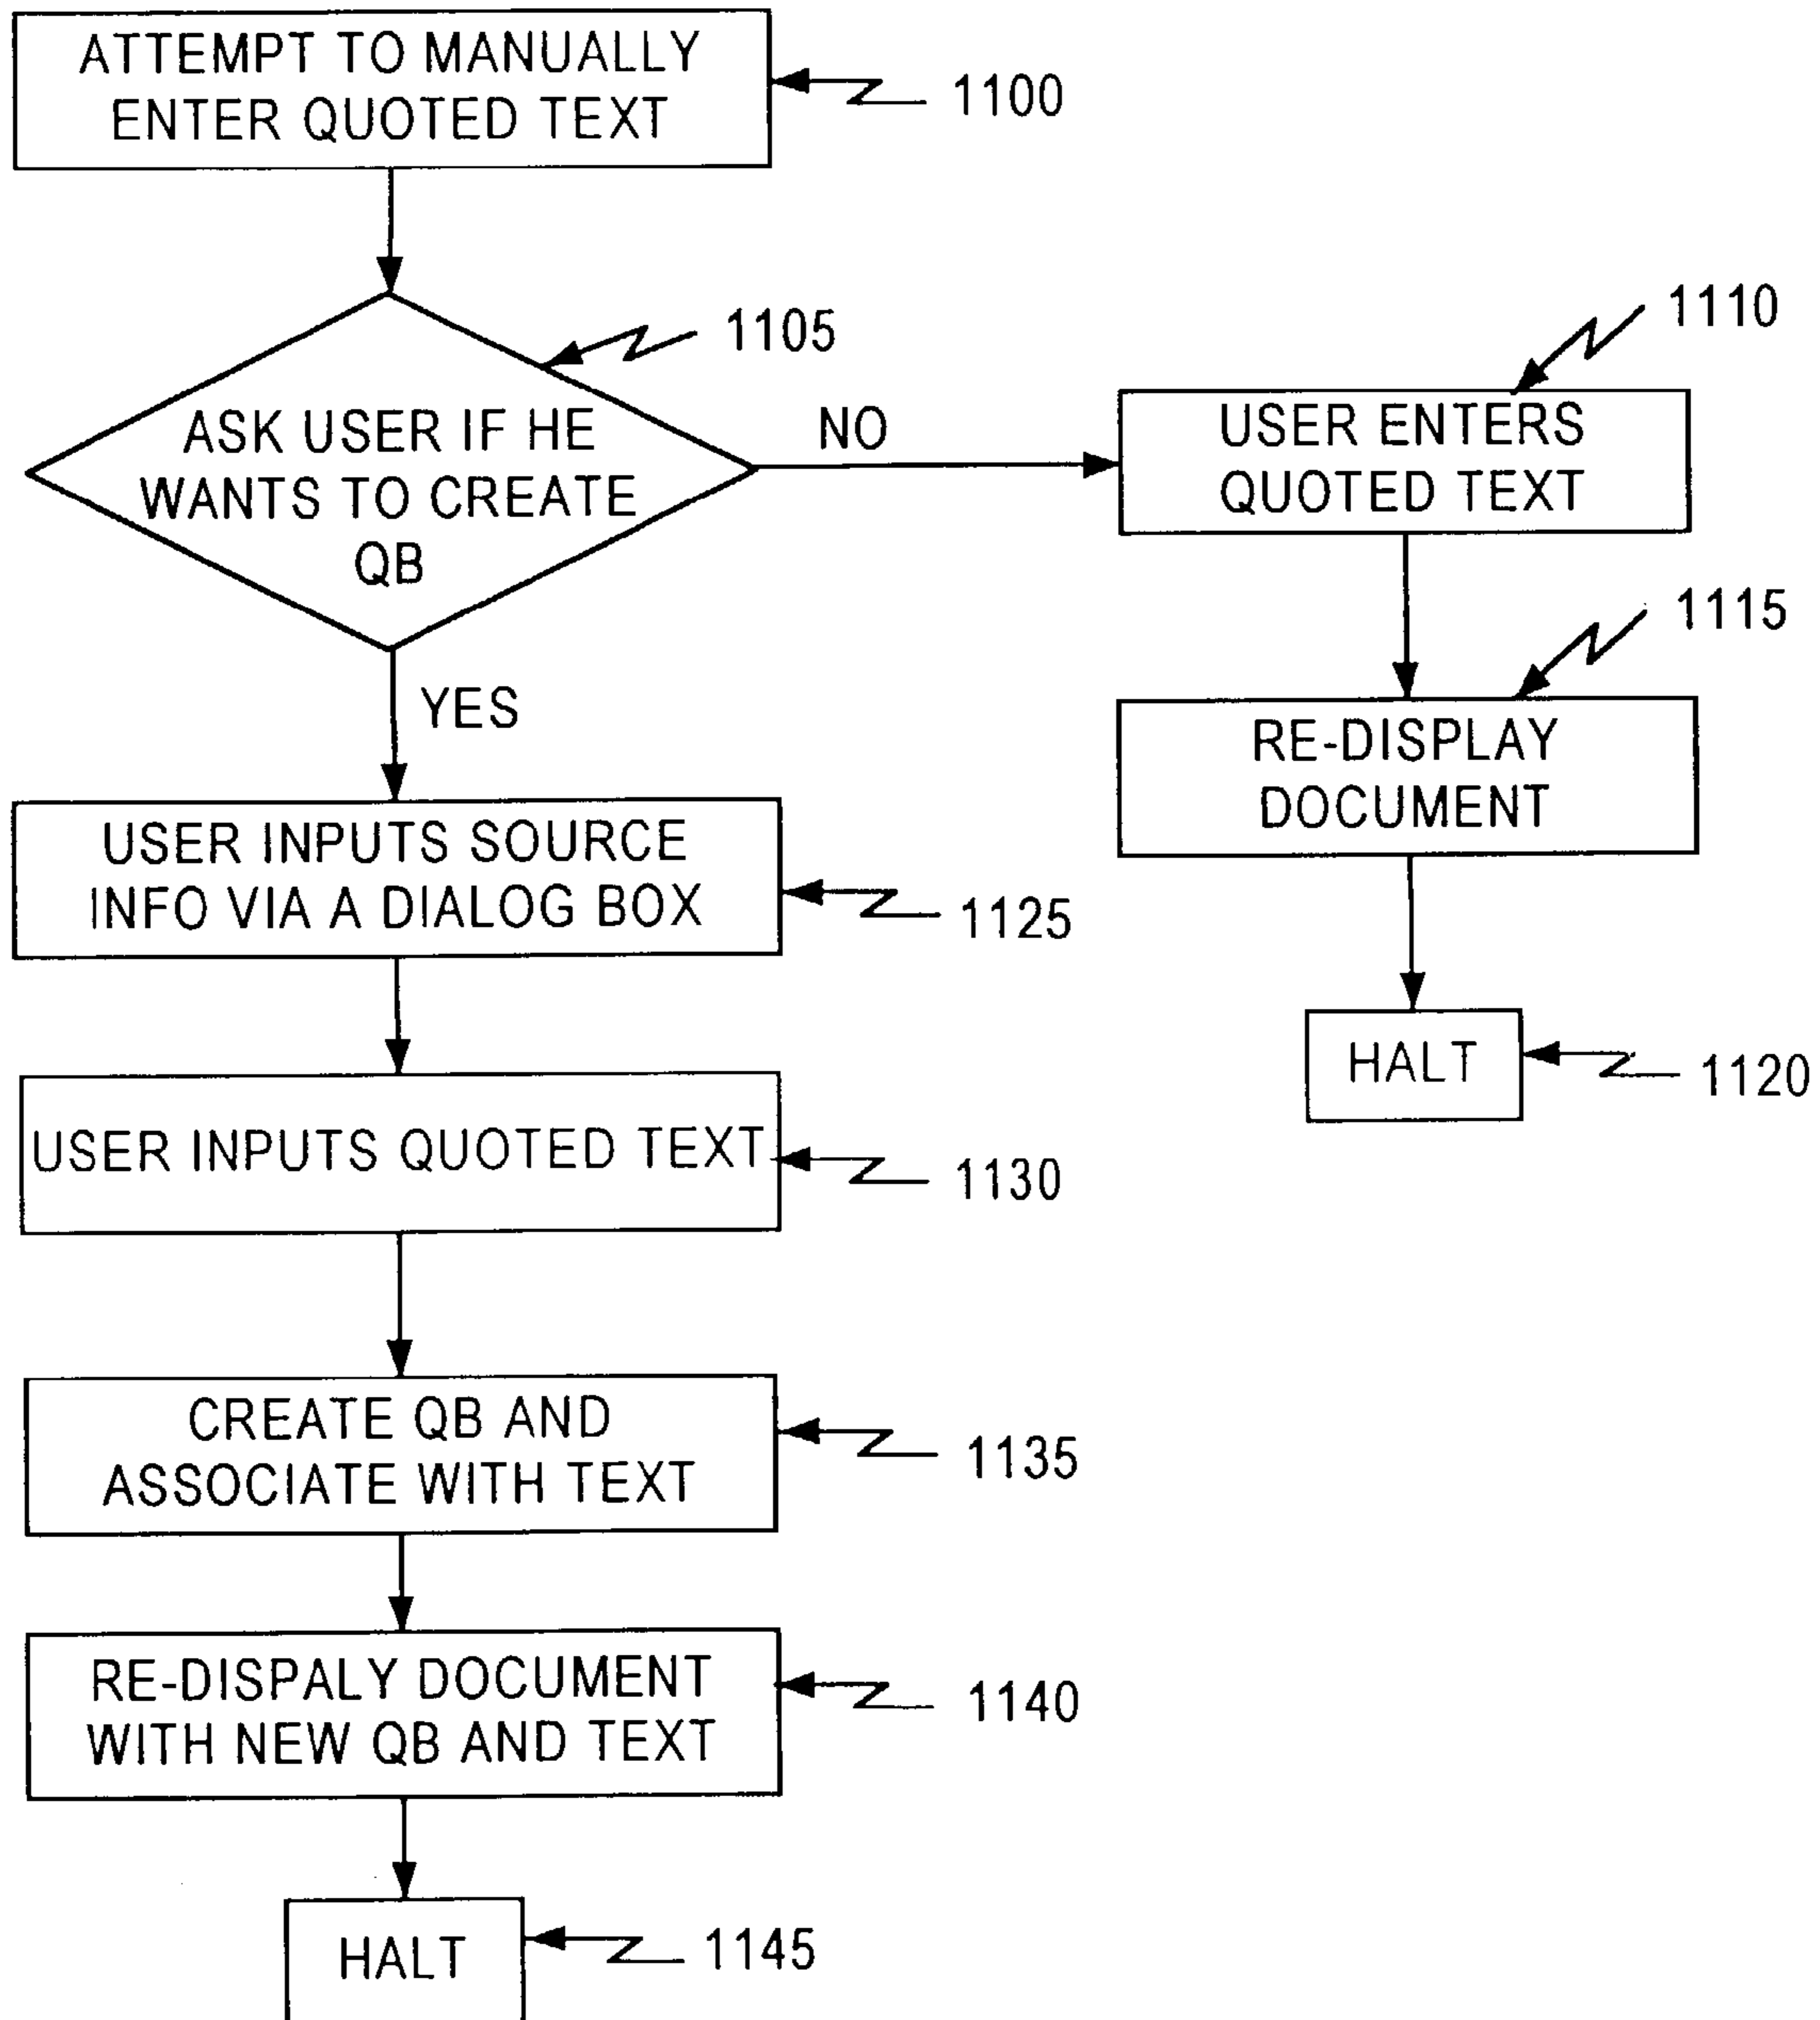 ATTEMPT TO MANUALLY
ENTER QUOTED TEXT
1100
1105
ASK USER IF HE
WANTS TO CREATE
QB
NO
1110
USER ENTERS
QUOTED TEXT
1115
RE-DISPLAY
DOCUMENT
HALT
1120
YES
USER INPUTS SOURCE
INFO VIA A DIALOG BOX
1125
USER INPUTS QUOTED TEXT
1130
CREATE QB AND
ASSOCIATE WITH TEXT
1135
RE-DISPALY DOCUMENT
WITH NEW QB AND TEXT
1140
HALT
1145